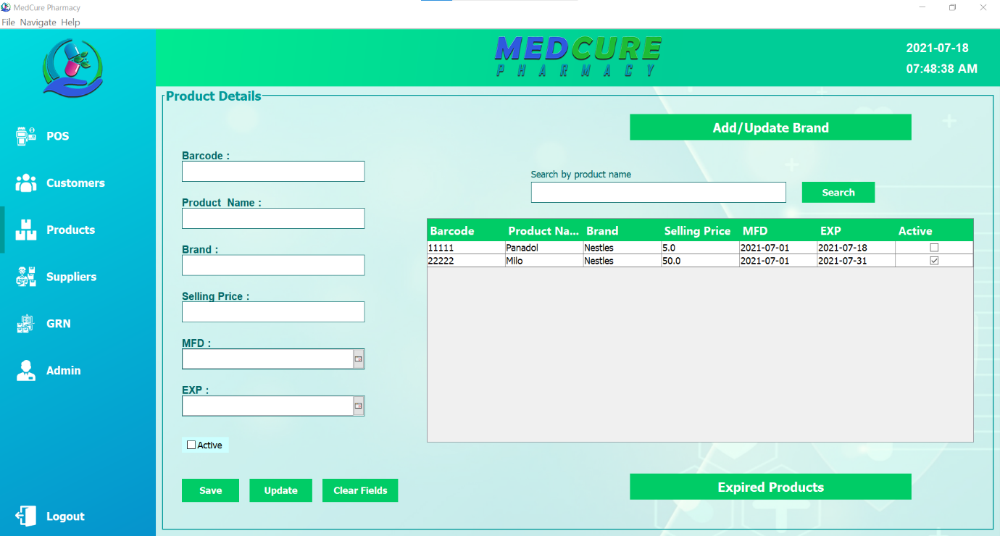 MedCure Pharmacy
File Navigate Help
MEDCURE
PHARMACY
2021-07-18
07:48:38 AM
POS
Customers
Products
Suppliers
GRN
Admin
Logout
Product Details
Barcode :
Product Name :
Brand :
Selling Price :
MFD :
EXP :
Active
Save Update Clear Fields
Add/Update Brand
Search by product name
Search
Barcode Product Na... Brand Selling Price MFD EXP Active
11111 Panadol Nestles 5.0 2021-07-01 2021-07-18
22222 Milo Nestles 50.0 2021-07-01 2021-07-31
Expired Products